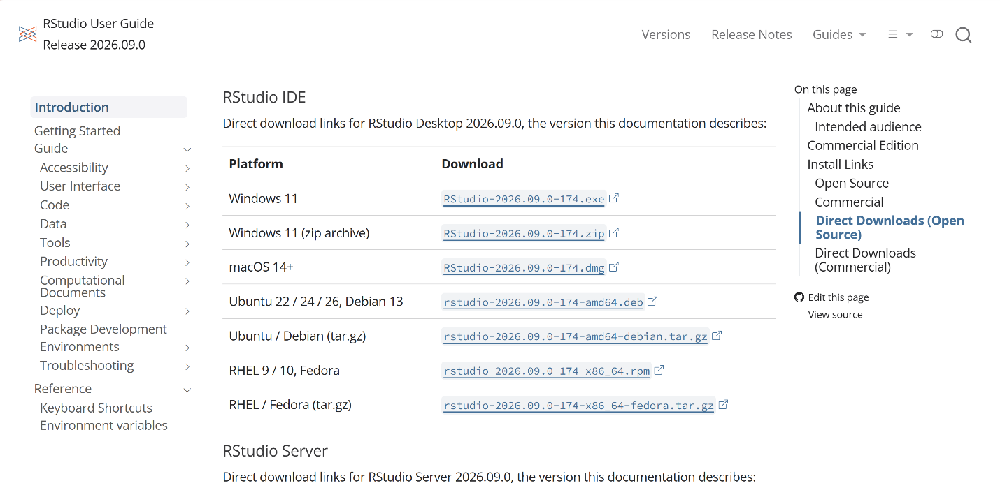 RStudio User Guide
Release 2026.09.0
Versions
Release Notes
Guides
Introduction
Getting Started
Guide
Accessibility
User Interface
Code
Data
Tools
Productivity
Computational
Documents
Deploy
Package Development
Environments
Troubleshooting
Reference
Keyboard Shortcuts
Environment variables
RStudio IDE
Direct download links for RStudio Desktop 2026.09.0, the version this documentation describes:
Platform Download
Windows 11 RStudio-2026.09.0-174.exe
Windows 11 (zip archive) RStudio-2026.09.0-174.zip
macOS 14+ RStudio-2026.09.0-174.dmg
Ubuntu 22 / 24 / 26, Debian 13 rstudio-2026.09.0-174-amd64.deb
Ubuntu / Debian (tar.gz) rstudio-2026.09.0-174-amd64-debian.tar.gz
RHEL 9 / 10, Fedora rstudio-2026.09.0-174-x86_64.rpm
RHEL / Fedora (tar.gz) rstudio-2026.09.0-174-x86_64-fedora.tar.gz
RStudio Server
Direct download links for RStudio Server 2026.09.0, the version this documentation describes:
On this page
About this guide
Intended audience
Commercial Edition
Install Links
Open Source
Commercial
Direct Downloads (Open
Source)
Direct Downloads
(Commercial)
Edit this page
View source